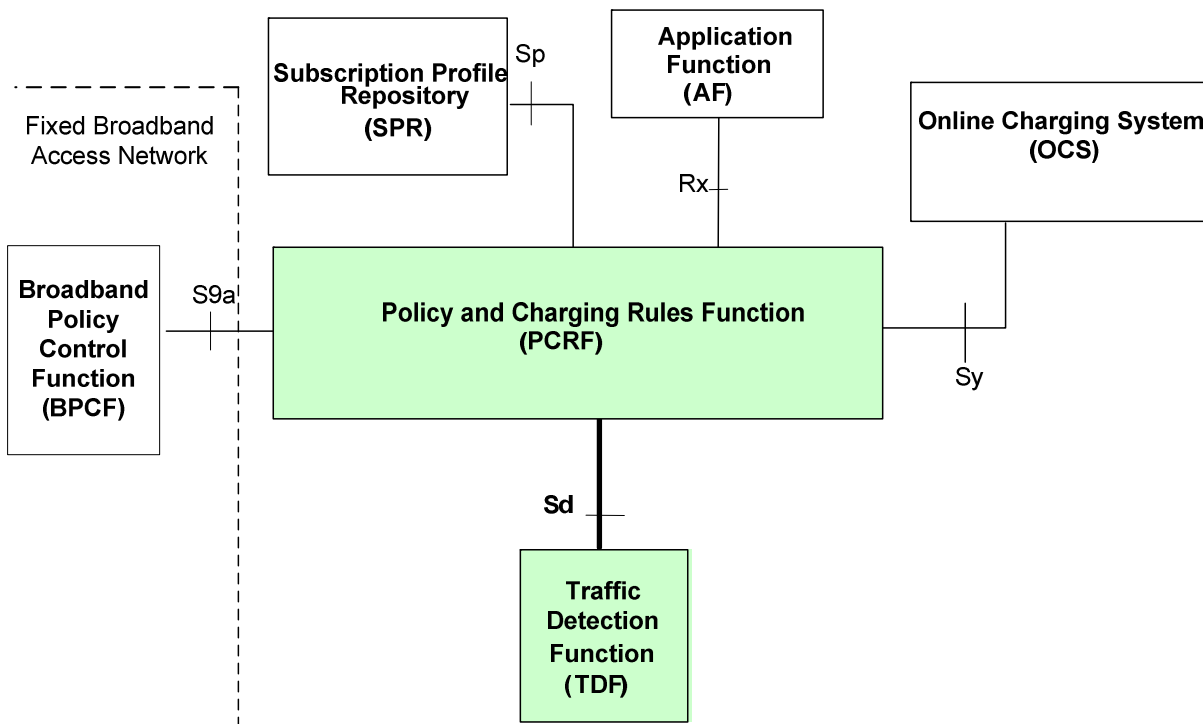 Sp
Subscription Profile
Repository
(SPR)
Application
Function
(AF)
Online Charging System
(OCS)
Fixed Broadband
Access Network
Rx
Broadband
Policy
Control
Function
(BPCF)
S9a
Policy and Charging Rules Function
(PCRF)
Sy
Sd
Traffic
Detection
Function
(TDF)